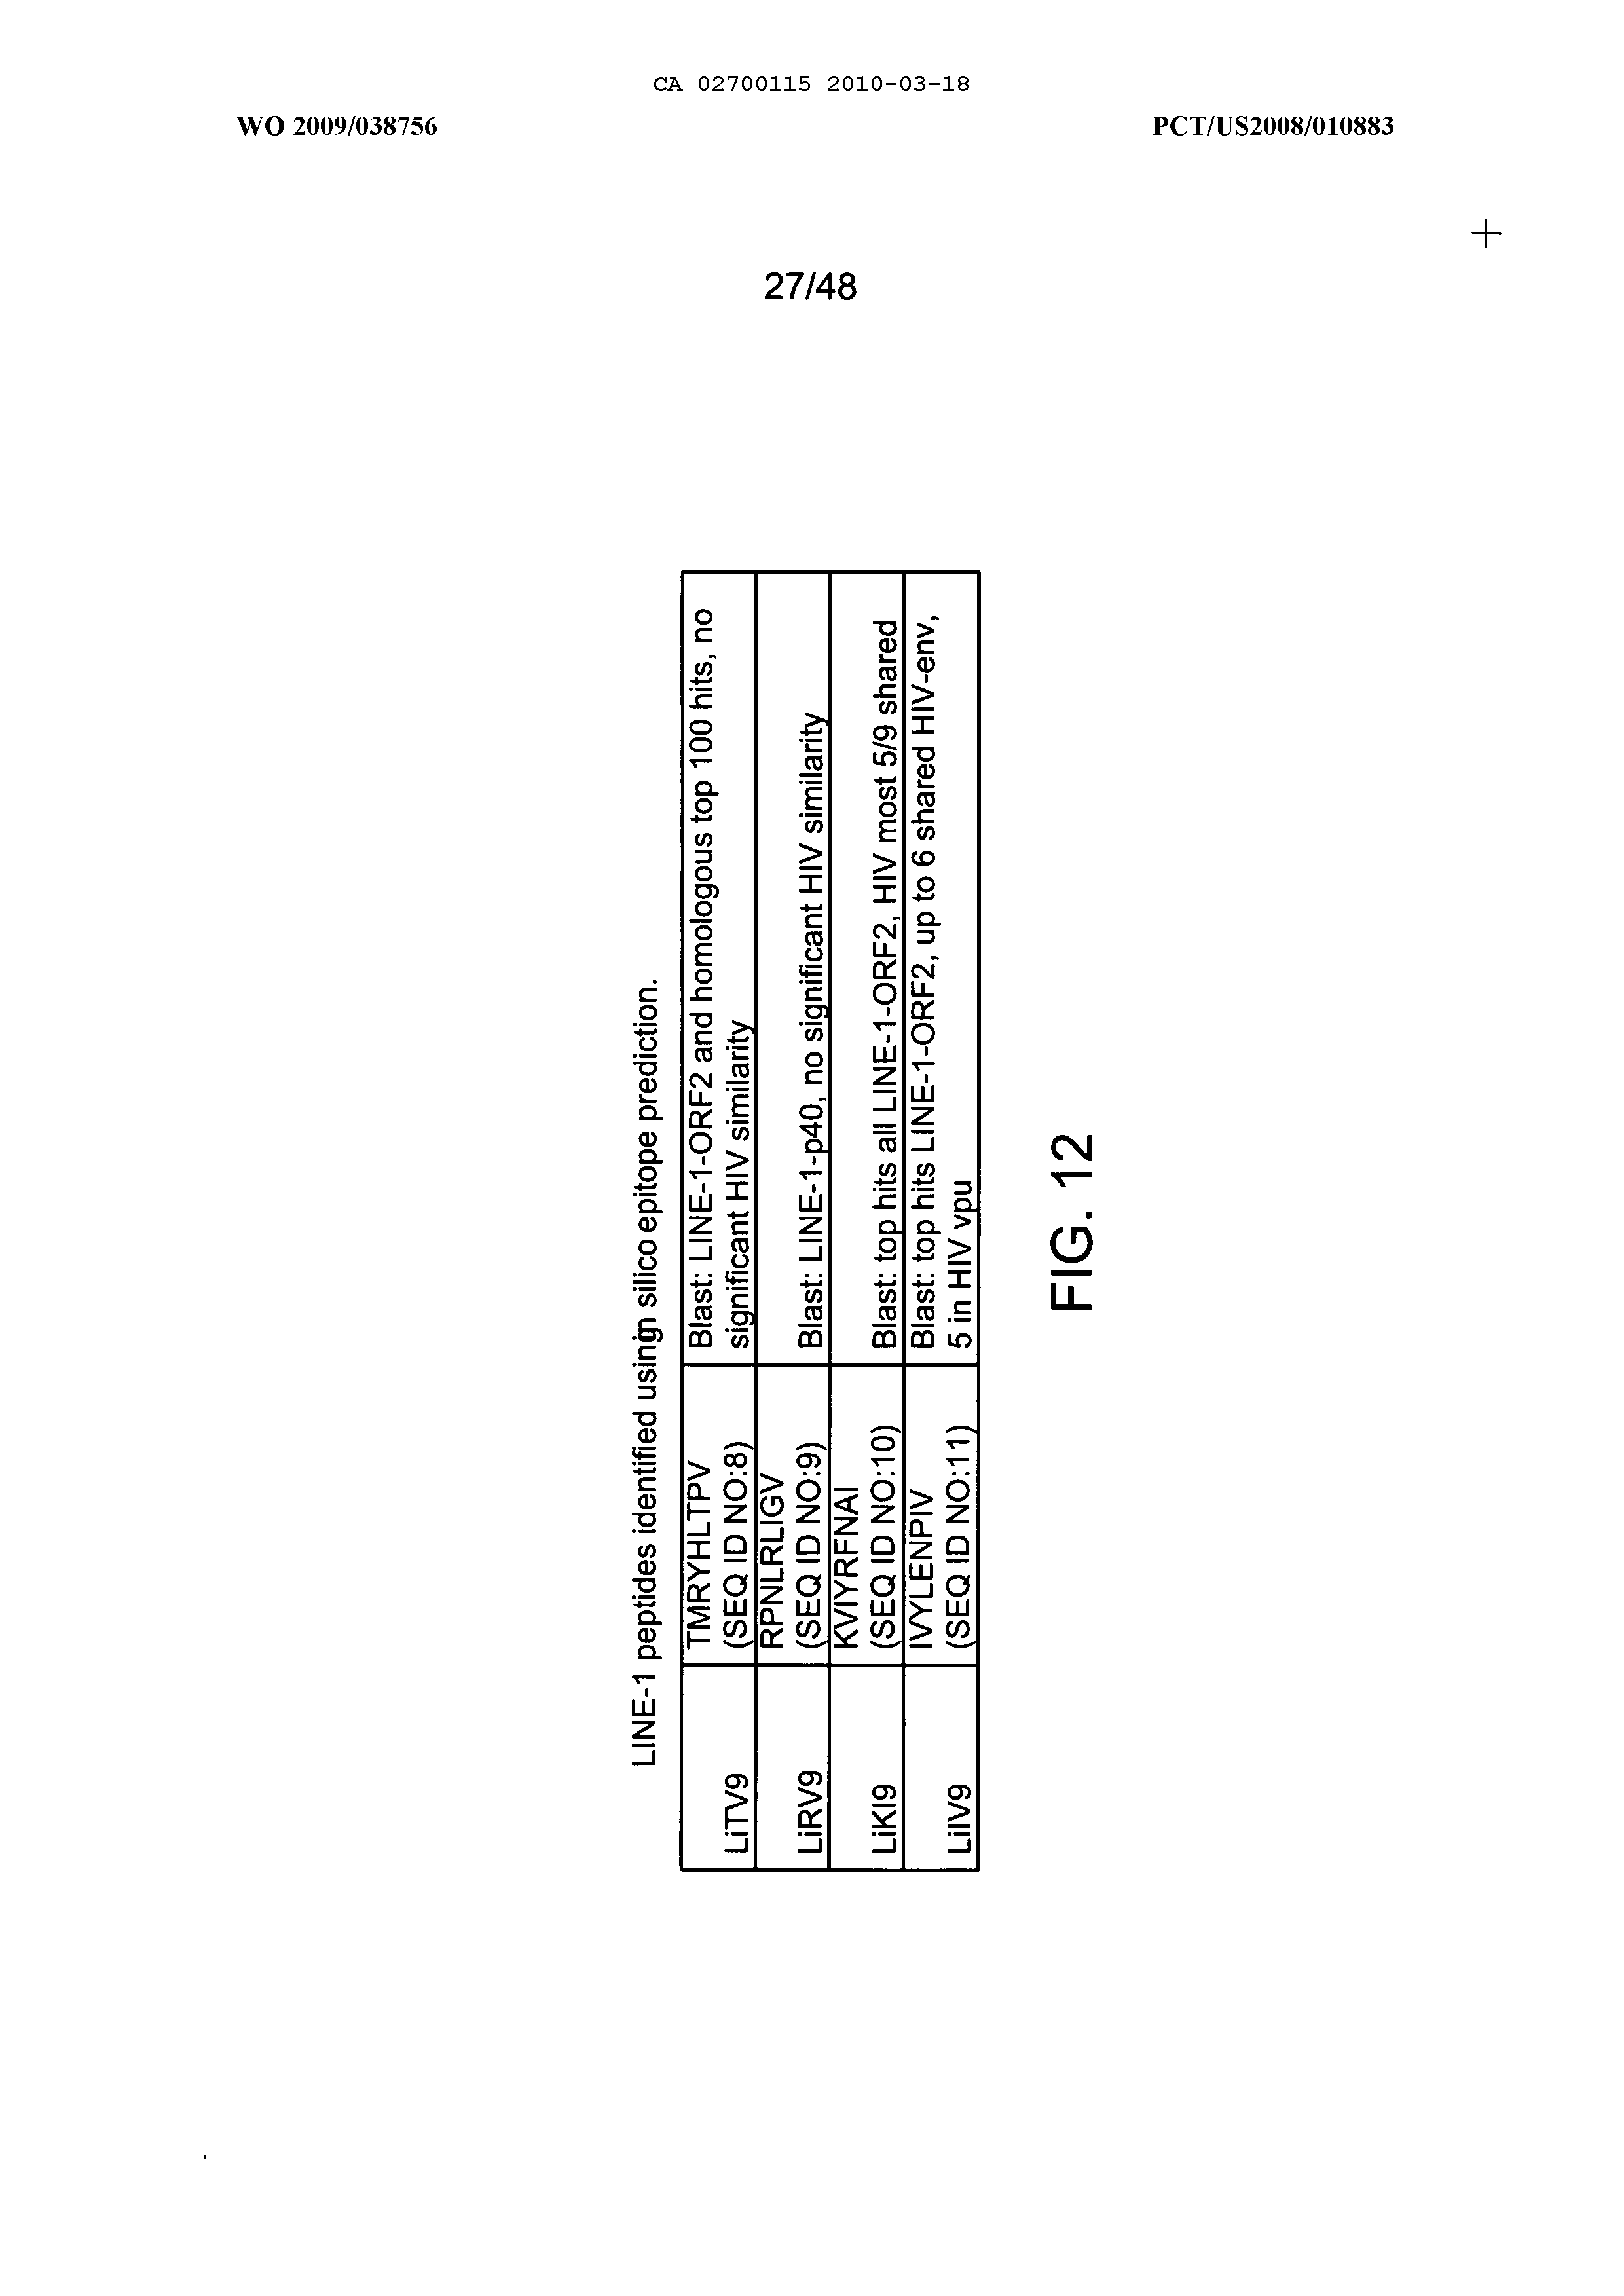 CA 02700115 2010-03-18
WO 2009/038756
PCT/US2008/010883
27/48
LINE-1 peptides identified using in silico epitope prediction.
LiTV9
TMRYHLTPV
(SEQ ID NO:8)
Blast: LINE-1-ORF2 and homologous top 100 hits, no
significant HIV similarity
LiRV9
RPNLRLIGV
(SEQ ID NO:9)
Blast: LINE-1-p40, no significant HIV similarity
LiKI9
KVIYRFNAI
(SEQ ID NO:10)
Blast: top hits all LINE-1-ORF2, HIV most 5/9 shared
LiIV9
IVYLENPIV
(SEQ ID NO:11)
Blast: top hits LINE-1-ORF2, up to 6 shared HIV-env,
5 in HIV vpu
FIG. 12